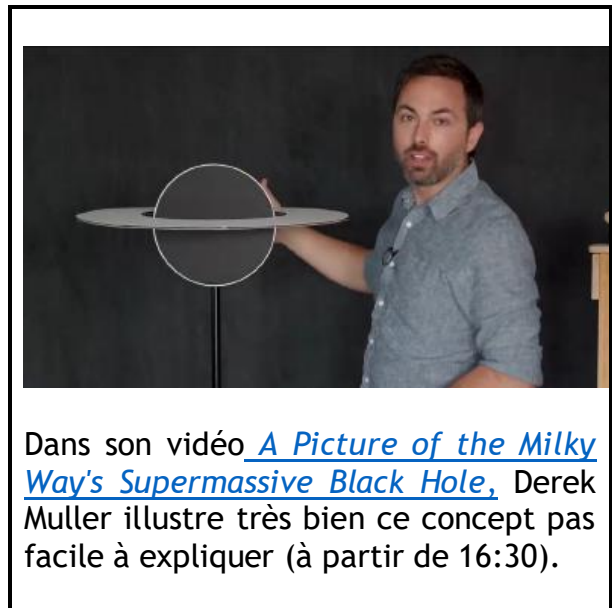 Dans son vidéo A Picture of the Milky
Way's Supermassive Black Hole, Derek
Muller illustre très bien ce concept pas
facile à expliquer (à partir de 16:30).